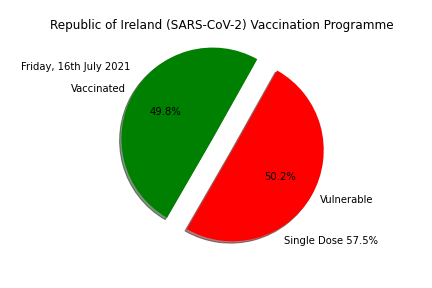 Republic of Ireland (SARS-CoV-2) Vaccination Programme
Friday, 16th July 2021
Vaccinated
49.8%
50.2%
Vulnerable
Single Dose 57.5%